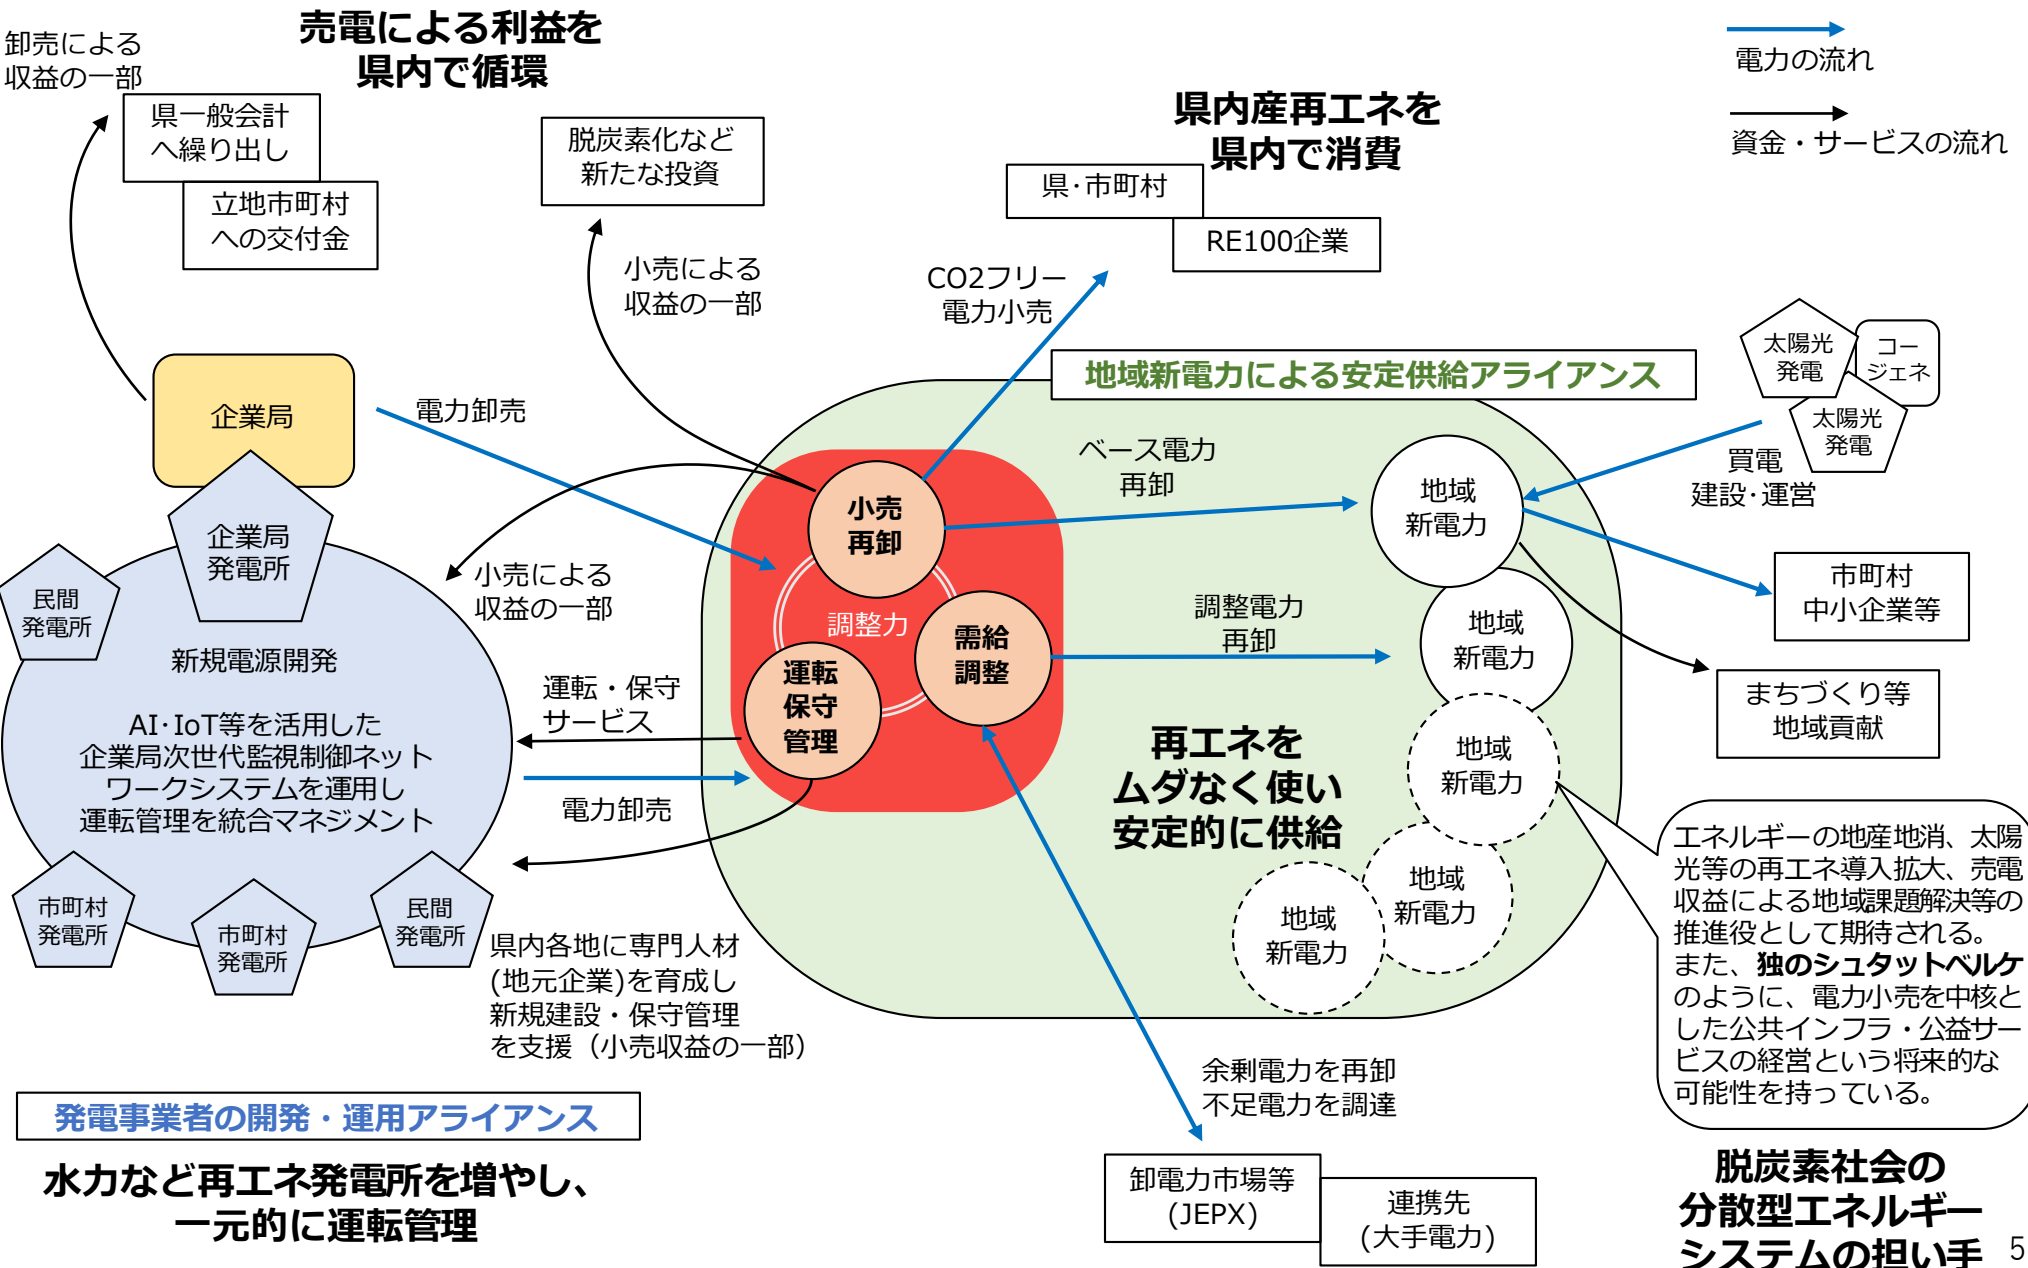 売電による利益を
県内で循環
卸売による
収益の一部
県一般会計
へ繰り出し
立地市町村
への交付金
脱炭素化など
新たな投資
小売による
収益の一部
県内産再エネを
県内で消費
県･市町村
RE100企業
CO2フリー
電力小売
電力の流れ
資金・サービスの流れ
地域新電力による安定供給アライアンス
太陽光
発電
コー
ジェネ
太陽光
発電
買電
建設･運営
企業局
電力卸売
企業局
発電所
民間
発電所
小売による
収益の一部
新規電源開発
AI･IoT等を活用した
企業局次世代監視制御ネット
ワークシステムを運用し
運転管理を統合マネジメント
市町村
発電所
市町村
発電所
民間
発電所
運転・保守
サービス
電力卸売
県内各地に専門人材
(地元企業)を育成し
新規建設・保守管理
を支援（小売収益の一部）
小売
再卸
調整力
需給
調整
運転
保守
管理
ベース電力
再卸
調整電力
再卸
再エネを
ムダなく使い
安定的に供給
地域
新電力
地域
新電力
地域
新電力
地域
新電力
地域
新電力
市町村
中小企業等
まちづくり等
地域貢献
エネルギーの地産地消、太陽
光等の再エネ導入拡大、売電
収益による地域課題解決等の
推進役として期待される。
また、独のシュタットベルケ
のように、電力小売を中核と
した公共インフラ・公益サー
ビスの経営という将来的な
可能性を持っている。
余剰電力を再卸
不足電力を調達
卸電力市場等
(JEPX)
連携先
(大手電力)
発電事業者の開発・運用アライアンス
水力など再エネ発電所を増やし、
一元的に運転管理
脱炭素社会の
分散型エネルギー
システムの担い手
5